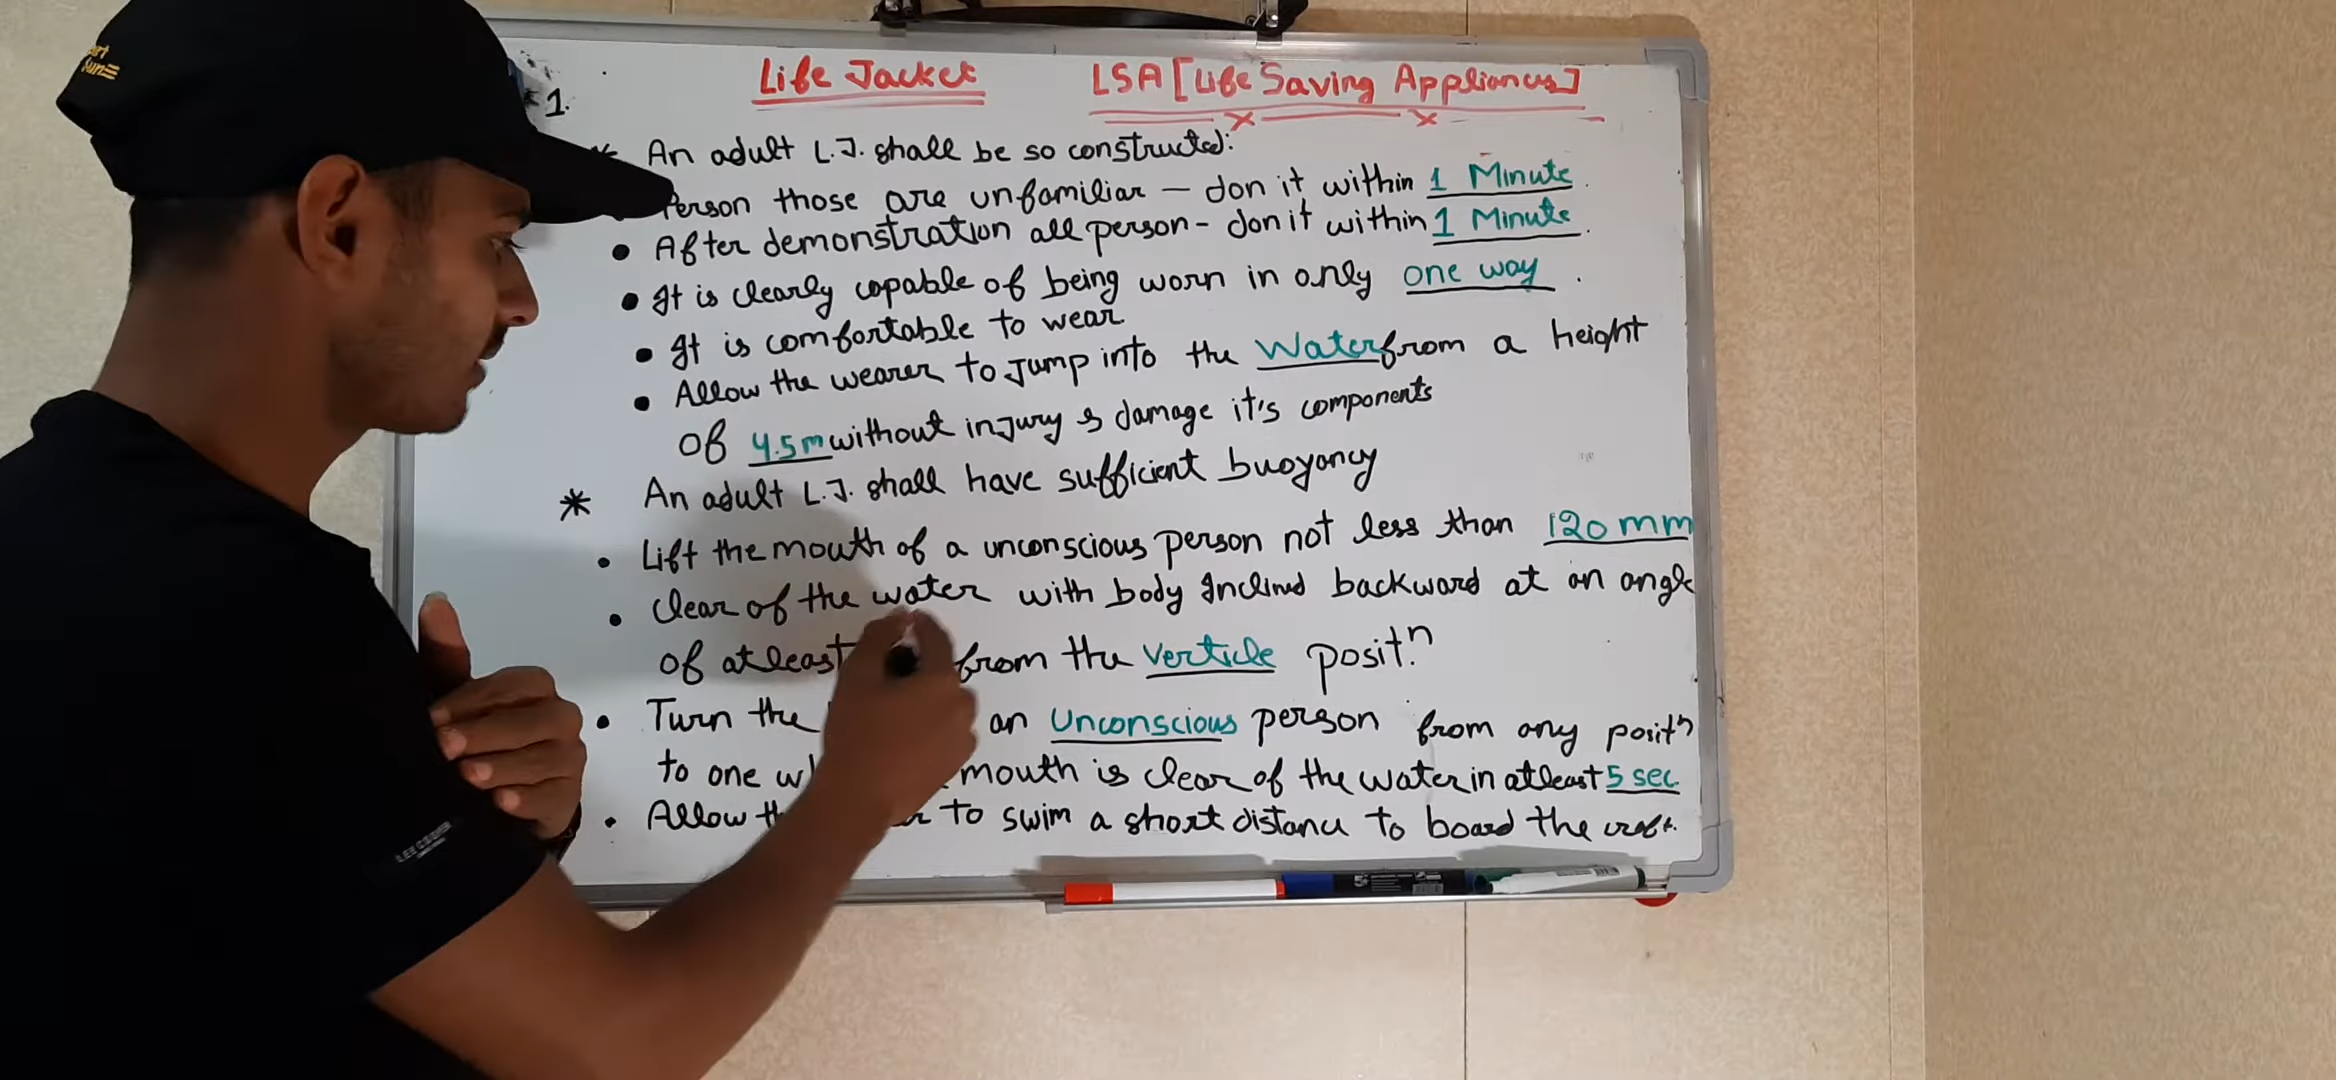 1.
Life Jacket LSA [Life Saving Appliances]
* An adult L.J. shall be so constructed:
Person those are unfamiliar - don it within 1 Minute.
• After demonstration all person - don it within 1 Minute.
• It is clearly capable of being worn in only one way.
• It is comfortable to wear
• Allow the wearer to jump into the Water from a height
of 4.5m without injury & damage it's components
* An adult L.J. shall have sufficient buoyancy
• Lift the mouth of a unconscious person not less than 120 mm
• clear of the water with body Inclined backward at an angle
of atleast from the verticle posit.n
• Turn the an Unconscious person from any positn
to one mouth is clear of the water in atleast 5 sec
• Allow to swim a short distance to board the